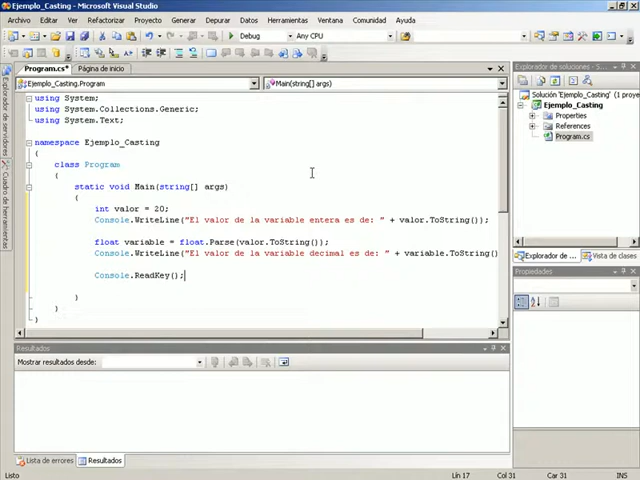 Ejemplo_Casting - Microsoft Visual Studio
Archivo Editar Ver Refactorizar Proyecto Generar Depurar Datos Herramientas Ventana Comunidad Ayuda
Debug Any CPU
Program.cs* Página de inicio
Ejemplo_Casting.Program Main(string[] args)
using System;
using System.Collections.Generic;
using System.Text;
namespace Ejemplo_Casting
{
class Program
{
static void Main(string[] args)
{
int valor = 20;
Console.WriteLine("El valor de la variable entera es de: " + valor.ToString());
float variable = float.Parse(valor.ToString());
Console.WriteLine("El valor de la variable decimal es de: " + variable.ToString()
Console.ReadKey();
}
}
}
Explorador de servidores
Cuadro de herramientas
Explorador de soluciones - S...
Solución "Ejemplo_Casting" (1 proye
Ejemplo_Casting
Properties
References
Program.cs
Explorador de ... Vista de clases
Propiedades
Resultados
Mostrar resultados desde:
Lista de errores Resultados
Listo Lín 17 Col 31 Car 31 INS